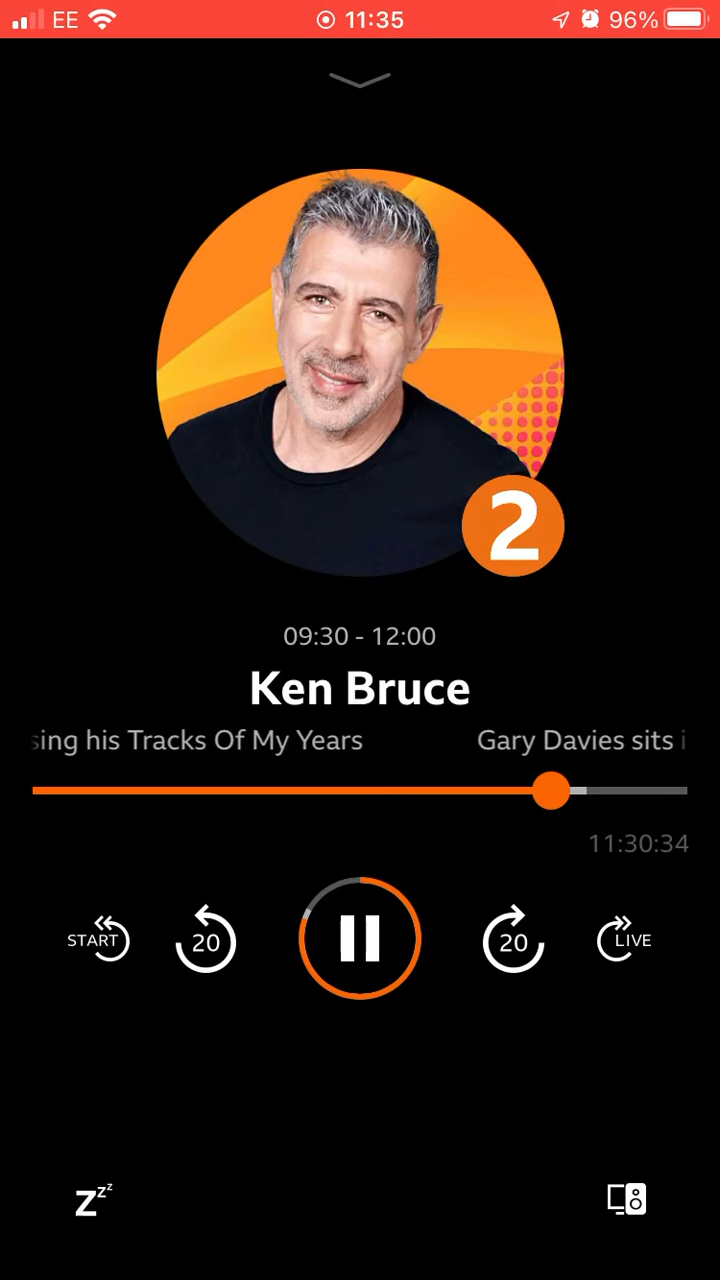 EE 11:35 96%
2
09:30 - 12:00
Ken Bruce
sing his Tracks Of My Years Gary Davies sits i
11:30:34
START 20 20 LIVE
Zzz